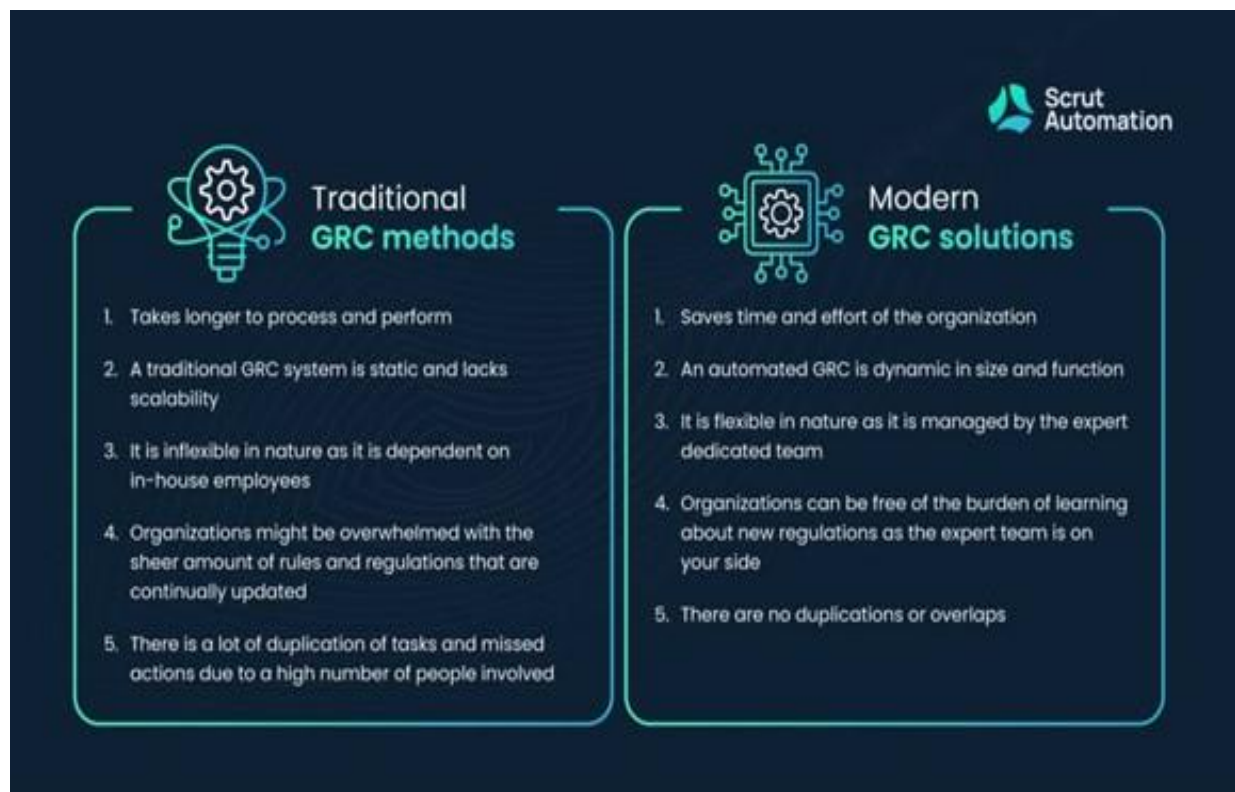 Scrut
Automation
Traditional
GRC methods
1. Takes longer to process and perform
2. A traditional GRC system is static and lacks
scalability
3. It is inflexible in nature as it is dependent on
in-house employees
4. Organizations might be overwhelmed with the
sheer amount of rules and regulations that are
continually updated
5. There is a lot of duplication of tasks and missed
actions due to a high number of people involved
Modern
GRC solutions
1. Saves time and effort of the organization
2. An automated GRC is dynamic in size and function
3. It is flexible in nature as it is managed by the expert
dedicated team
4. Organizations can be free of the burden of learning
about new regulations as the expert team is on
your side
5. There are no duplications or overlaps